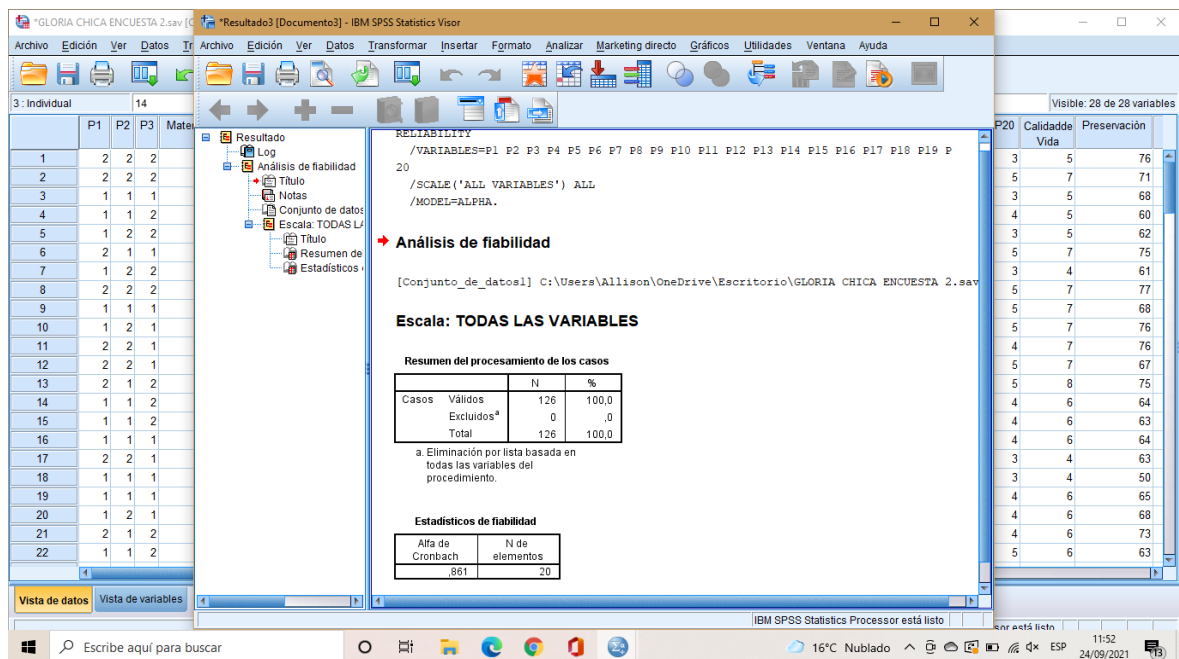 *GLORIA CHICA ENCUESTA 2.sav [C
*Resultado3 [Documento3] - IBM SPSS Statistics Visor
Archivo Edición Ver Datos Tr
Archivo Edición Ver Datos Transformar Insertar Formato Analizar Marketing directo Gráficos Utilidades Ventana Ayuda
3 : Individual 14
Visible: 28 de 28 variables
P1 P2 P3 Mate
P20 Calidadde Vida Preservación
1 2 2 2 3 5 76
2 2 2 2 5 7 71
3 1 1 1 3 5 68
4 1 1 2 4 5 60
5 1 2 2 3 5 62
6 2 1 1 5 7 75
7 1 2 2 3 4 61
8 2 2 2 5 7 77
9 1 1 1 5 7 68
10 1 2 1 5 7 76
11 2 2 1 4 7 76
12 2 2 1 5 7 67
13 2 1 2 5 8 75
14 1 1 2 4 6 64
15 1 1 2 4 6 63
16 1 1 1 4 6 64
17 2 2 1 3 4 63
18 1 1 1 3 4 50
19 1 1 1 4 6 65
20 1 2 1 4 6 68
21 2 1 2 4 6 73
22 1 1 2 5 6 63
Vista de datos Vista de variables
Resultado
Log
Análisis de fiabilidad
Título
Notas
Conjunto de datos
Escala: TODAS LA
Título
Resumen de
Estadísticos
RELIABILITY
/VARIABLES=P1 P2 P3 P4 P5 P6 P7 P8 P9 P10 P11 P12 P13 P14 P15 P16 P17 P18 P19 P
20
/SCALE('ALL VARIABLES') ALL
/MODEL=ALPHA.
Análisis de fiabilidad
[Conjunto_de_datos1] C:\Users\Allison\OneDrive\Escritorio\GLORIA CHICA ENCUESTA 2.sav
Escala: TODAS LAS VARIABLES
Resumen del procesamiento de los casos
N %
Casos Válidos 126 100,0
Excluidosª 0 ,0
Total 126 100,0
a. Eliminación por lista basada en
todas las variables del
procedimiento.
Estadísticos de fiabilidad
Alfa de Cronbach N de elementos
,861 20
IBM SPSS Statistics Processor está listo
sor está listo
Escribe aquí para buscar
16°C Nublado
ESP
11:52
24/09/2021
13